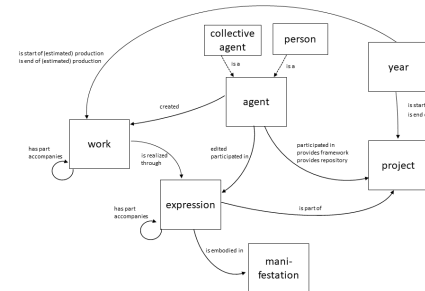 collective
agent
person
is start of (estimated) production
is end of (estimated) production
is a
is a
year
agent
created
is start
is end
work
has part
accompanies
is realized
through
edited
participated in
participated in
provides framework
provides repository
project
has part
accompanies
expression
is part of
is embodied in
mani-
festation